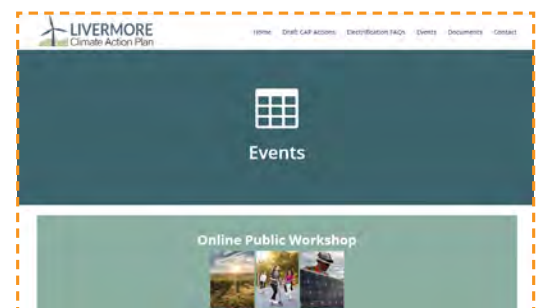 LIVERMORE
Climate Action Plan
Home Draft CAP Actions Electrification FAQs Events Documents Contact
Events
Online Public Workshop